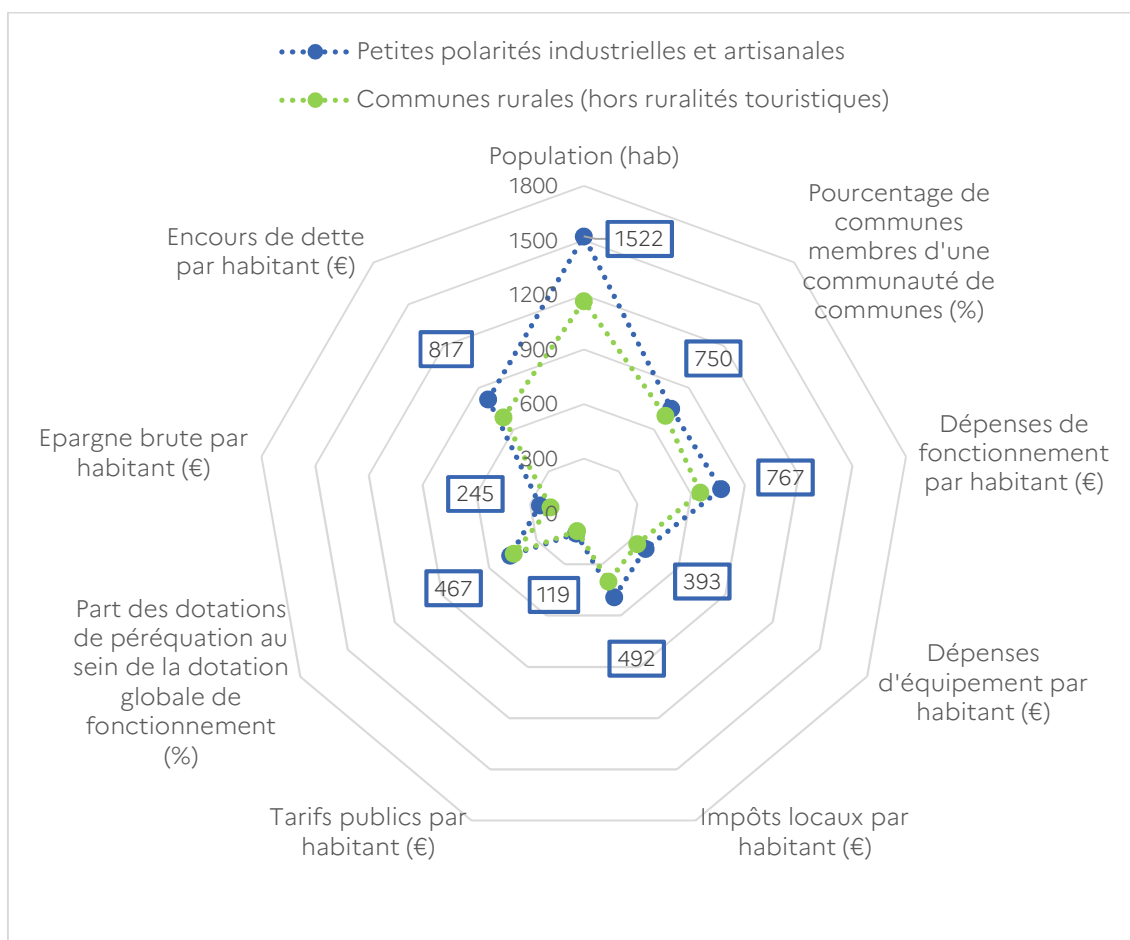 Petites polarités industrielles et artisanales
Communes rurales (hors ruralités touristiques)
Population (hab)
1800
1500
1200
900
600
300
0
1522
Pourcentage de
communes
membres d'une
communauté de
communes (%)
750
Dépenses de
fonctionnement
par habitant (€)
767
Dépenses
d'équipement par
habitant (€)
393
Impôts locaux par
habitant (€)
492
Tarifs publics par
habitant (€)
119
Part des dotations
de péréquation au
sein de la dotation
globale de
fonctionnement
(%)
467
Epargne brute par
habitant (€)
245
Encours de dette
par habitant (€)
817